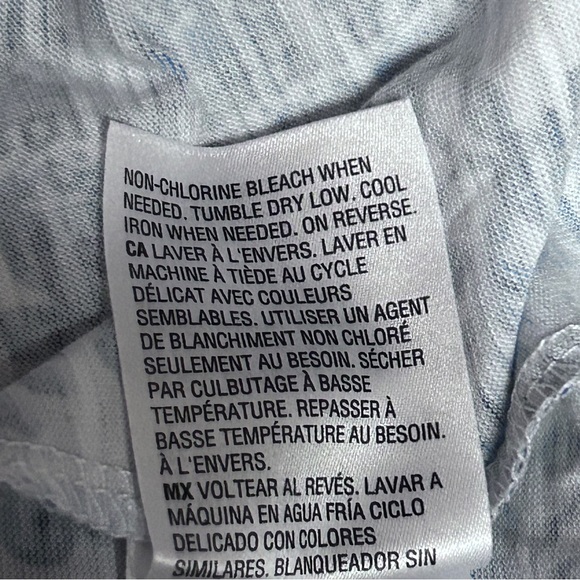 NON-CHLORINE BLEACH WHEN
NEEDED. TUMBLE DRY LOW. COOL
IRON WHEN NEEDED. ON REVERSE.
CA LAVER À L'ENVERS. LAVER EN
MACHINE À TIÈDE AU CYCLE
DÉLICAT AVEC COULEURS
SEMBLABLES. UTILISER UN AGENT
DE BLANCHIMENT NON CHLORÉ
SEULEMENT AU BESOIN. SÉCHER
PAR CULBUTAGE À BASSE
TEMPÉRATURE. REPASSER À
BASSE TEMPÉRATURE AU BESOIN.
À L'ENVERS.
MX VOLTEAR AL REVÉS. LAVAR A
MÁQUINA EN AGUA FRÍA CICLO
DELICADO CON COLORES
SIMILARES. BLANQUEADOR SIN